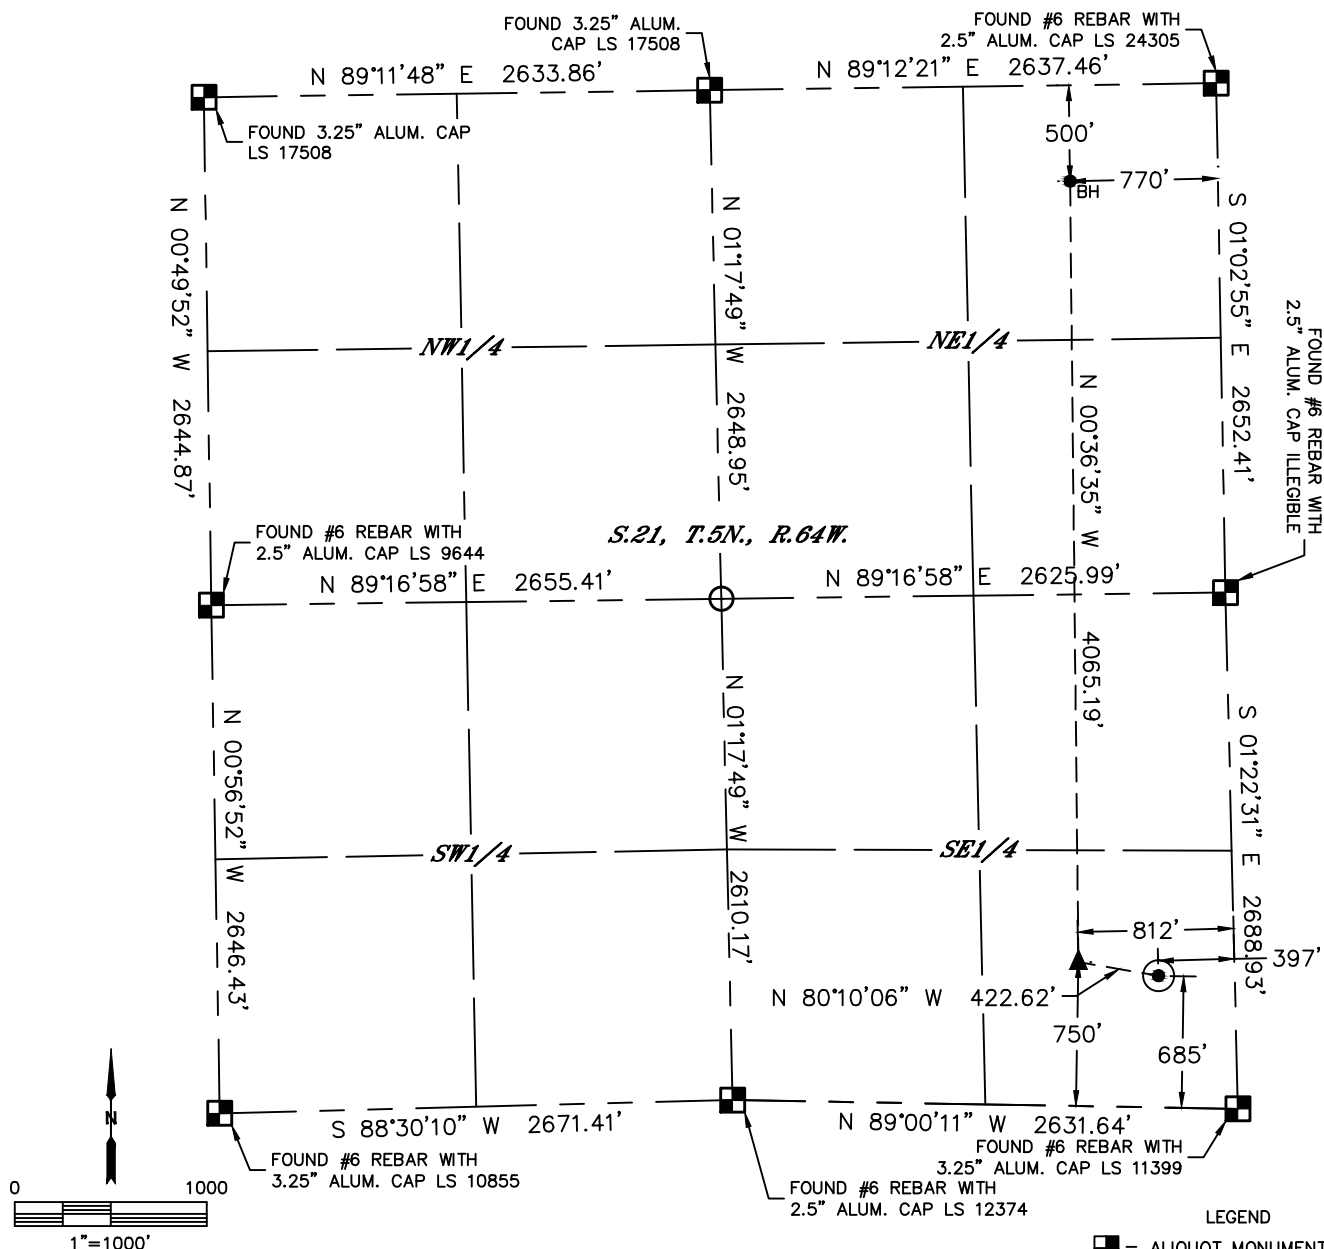 FOUND 3.25” ALUM.
CAP LS 17508
FOUND #6 REBAR WITH
2.5” ALUM. CAP LS 24305
N 89°11’48” E 2633.86’
N 89°12’21” E 2637.46’
FOUND 3.25” ALUM. CAP
LS 17508
500’
770’
BH
N 00°49’52” W 2644.87’
N 01°17’49” W 2648.95’
S 01°02’55” E 2652.41’
NW1/4
NE1/4
FOUND #6 REBAR WITH
2.5” ALUM. CAP ILLEGIBLE
N 00°36’35” W 4065.19’
FOUND #6 REBAR WITH
2.5” ALUM. CAP LS 9644
S.21, T.5N., R.64W.
N 89°16’58” E 2655.41’
N 89°16’58” E 2625.99’
N 00°56’52” W 2646.43’
N 01°17’49” W 2610.17’
S 01°22’31” E 2688.93’
SW1/4
SE1/4
812’
397’
N 80°10’06” W 422.62’
750’
685’
N
S 88°30’10” W 2671.41’
N 89°00’11” W 2631.64’
FOUND #6 REBAR WITH
3.25” ALUM. CAP LS 10855
FOUND #6 REBAR WITH
3.25” ALUM. CAP LS 11399
FOUND #6 REBAR WITH
2.5” ALUM. CAP LS 12374
0 1000
1”=1000’
LEGEND
= ALIQUOT MONUMENT